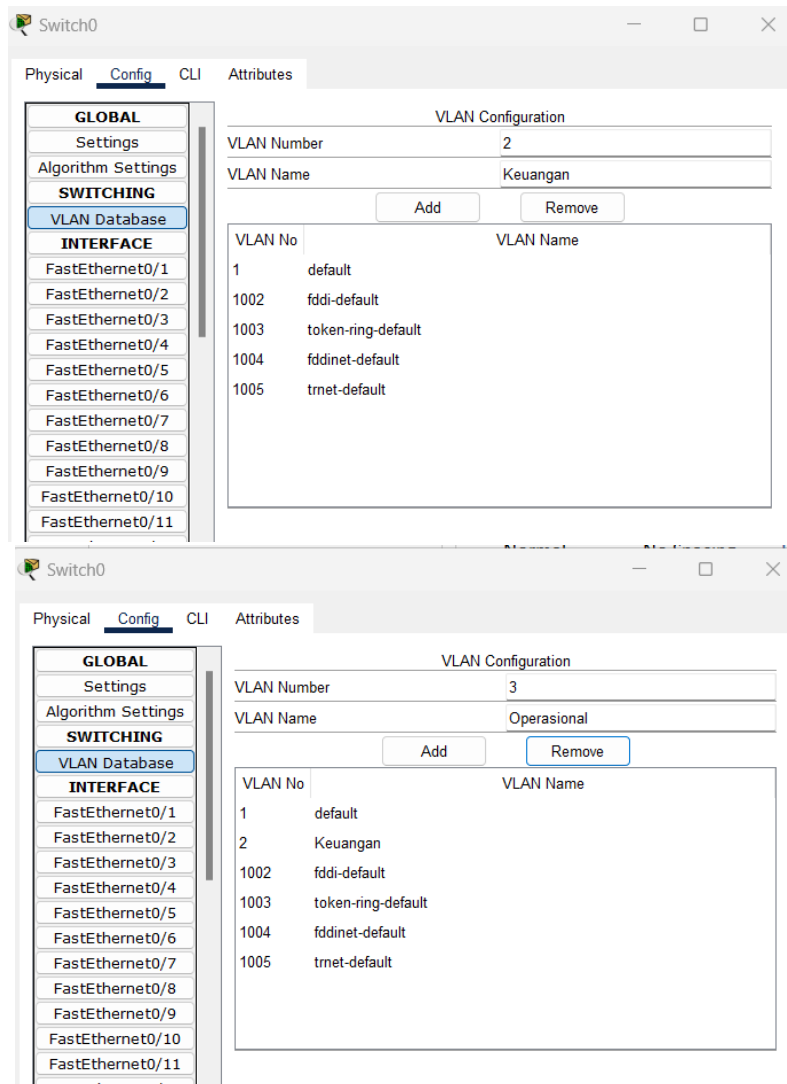 Switch0
Physical Config CLI Attributes
GLOBAL
Settings
Algorithm Settings
SWITCHING
VLAN Database
INTERFACE
FastEthernet0/1
FastEthernet0/2
FastEthernet0/3
FastEthernet0/4
FastEthernet0/5
FastEthernet0/6
FastEthernet0/7
FastEthernet0/8
FastEthernet0/9
FastEthernet0/10
FastEthernet0/11
VLAN Configuration
VLAN Number 2
VLAN Name Keuangan
Add Remove
VLAN No VLAN Name
1 default
1002 fddi-default
1003 token-ring-default
1004 fddinet-default
1005 trnet-default
Switch0
Physical Config CLI Attributes
GLOBAL
Settings
Algorithm Settings
SWITCHING
VLAN Database
INTERFACE
FastEthernet0/1
FastEthernet0/2
FastEthernet0/3
FastEthernet0/4
FastEthernet0/5
FastEthernet0/6
FastEthernet0/7
FastEthernet0/8
FastEthernet0/9
FastEthernet0/10
FastEthernet0/11
VLAN Configuration
VLAN Number 3
VLAN Name Operasional
Add Remove
VLAN No VLAN Name
1 default
2 Keuangan
1002 fddi-default
1003 token-ring-default
1004 fddinet-default
1005 trnet-default